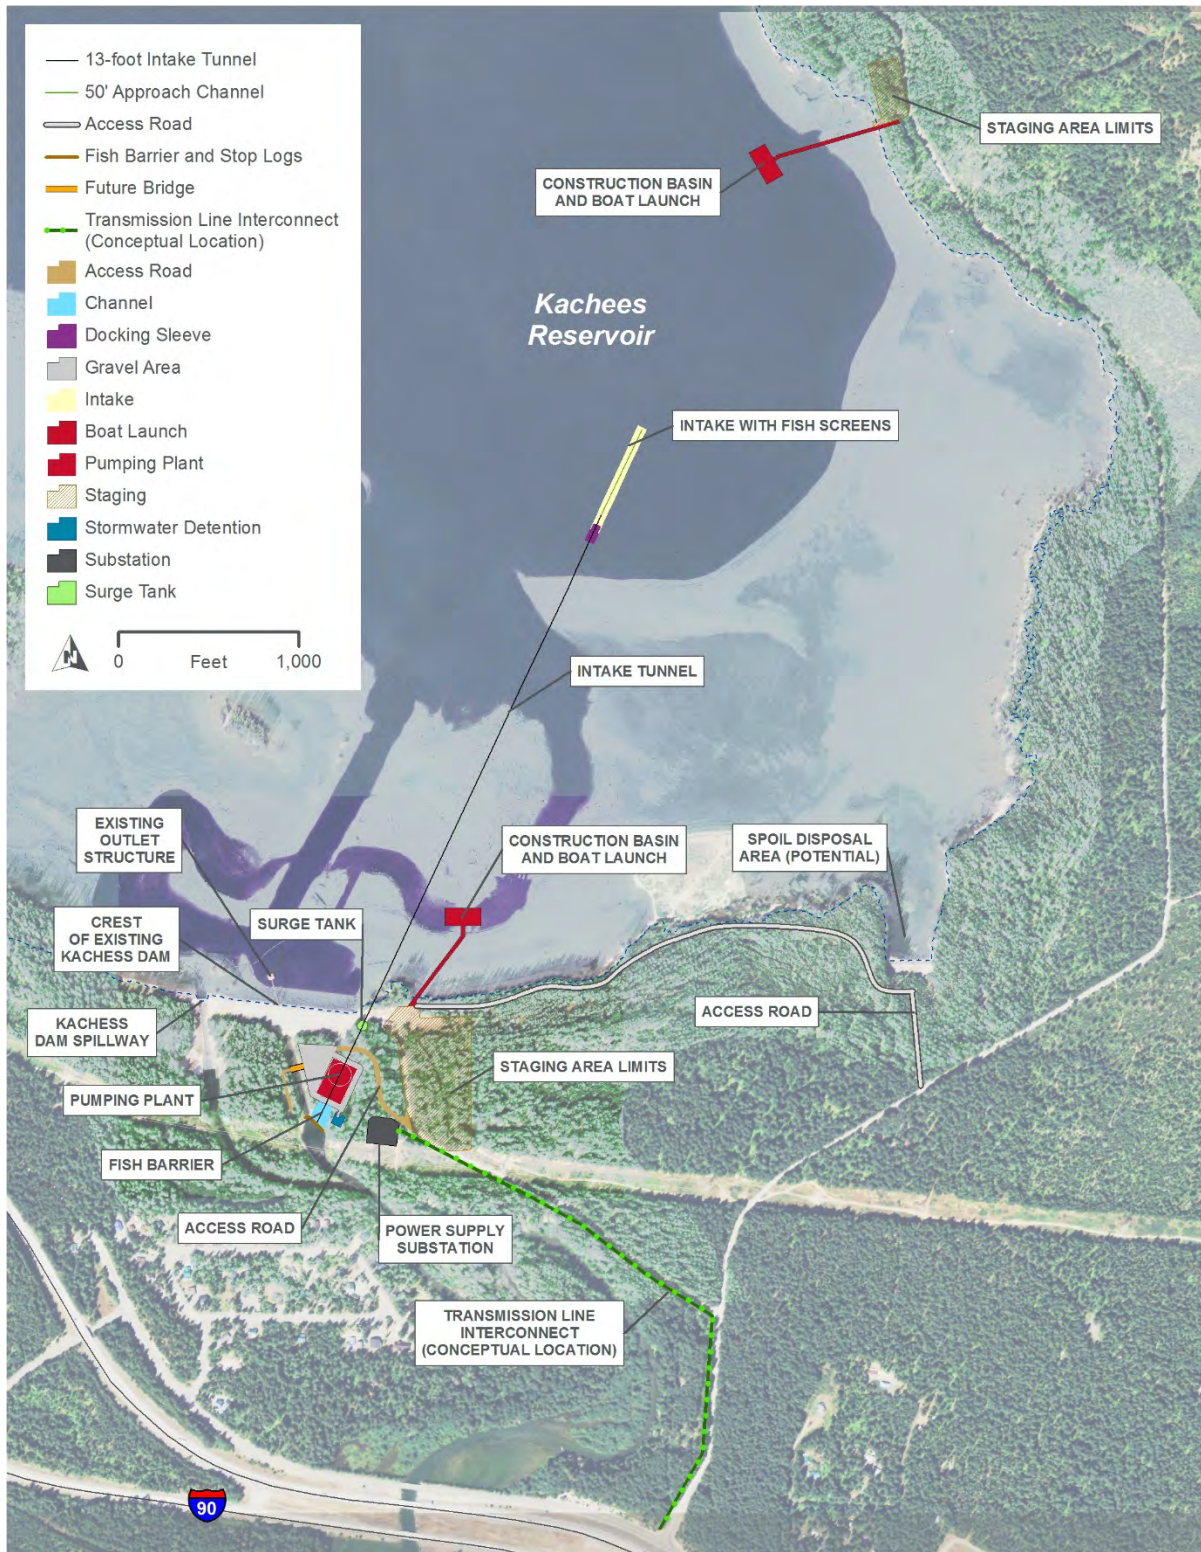 13-foot Intake Tunnel
50' Approach Channel
Access Road
Fish Barrier and Stop Logs
Future Bridge
Transmission Line Interconnect
(Conceptual Location)
Access Road
Channel
Docking Sleeve
Gravel Area
Intake
Boat Launch
Pumping Plant
Staging
Stormwater Detention
Substation
Surge Tank
N
0 Feet 1,000
STAGING AREA LIMITS
CONSTRUCTION BASIN
AND BOAT LAUNCH
Kachees
Reservoir
INTAKE WITH FISH SCREENS
INTAKE TUNNEL
EXISTING
OUTLET
STRUCTURE
CONSTRUCTION BASIN
AND BOAT LAUNCH
SPOIL DISPOSAL
AREA (POTENTIAL)
CREST
OF EXISTING
KACHESS DAM
SURGE TANK
KACHESS
DAM SPILLWAY
ACCESS ROAD
STAGING AREA LIMITS
PUMPING PLANT
FISH BARRIER
ACCESS ROAD
POWER SUPPLY
SUBSTATION
TRANSMISSION LINE
INTERCONNECT
(CONCEPTUAL LOCATION)
90